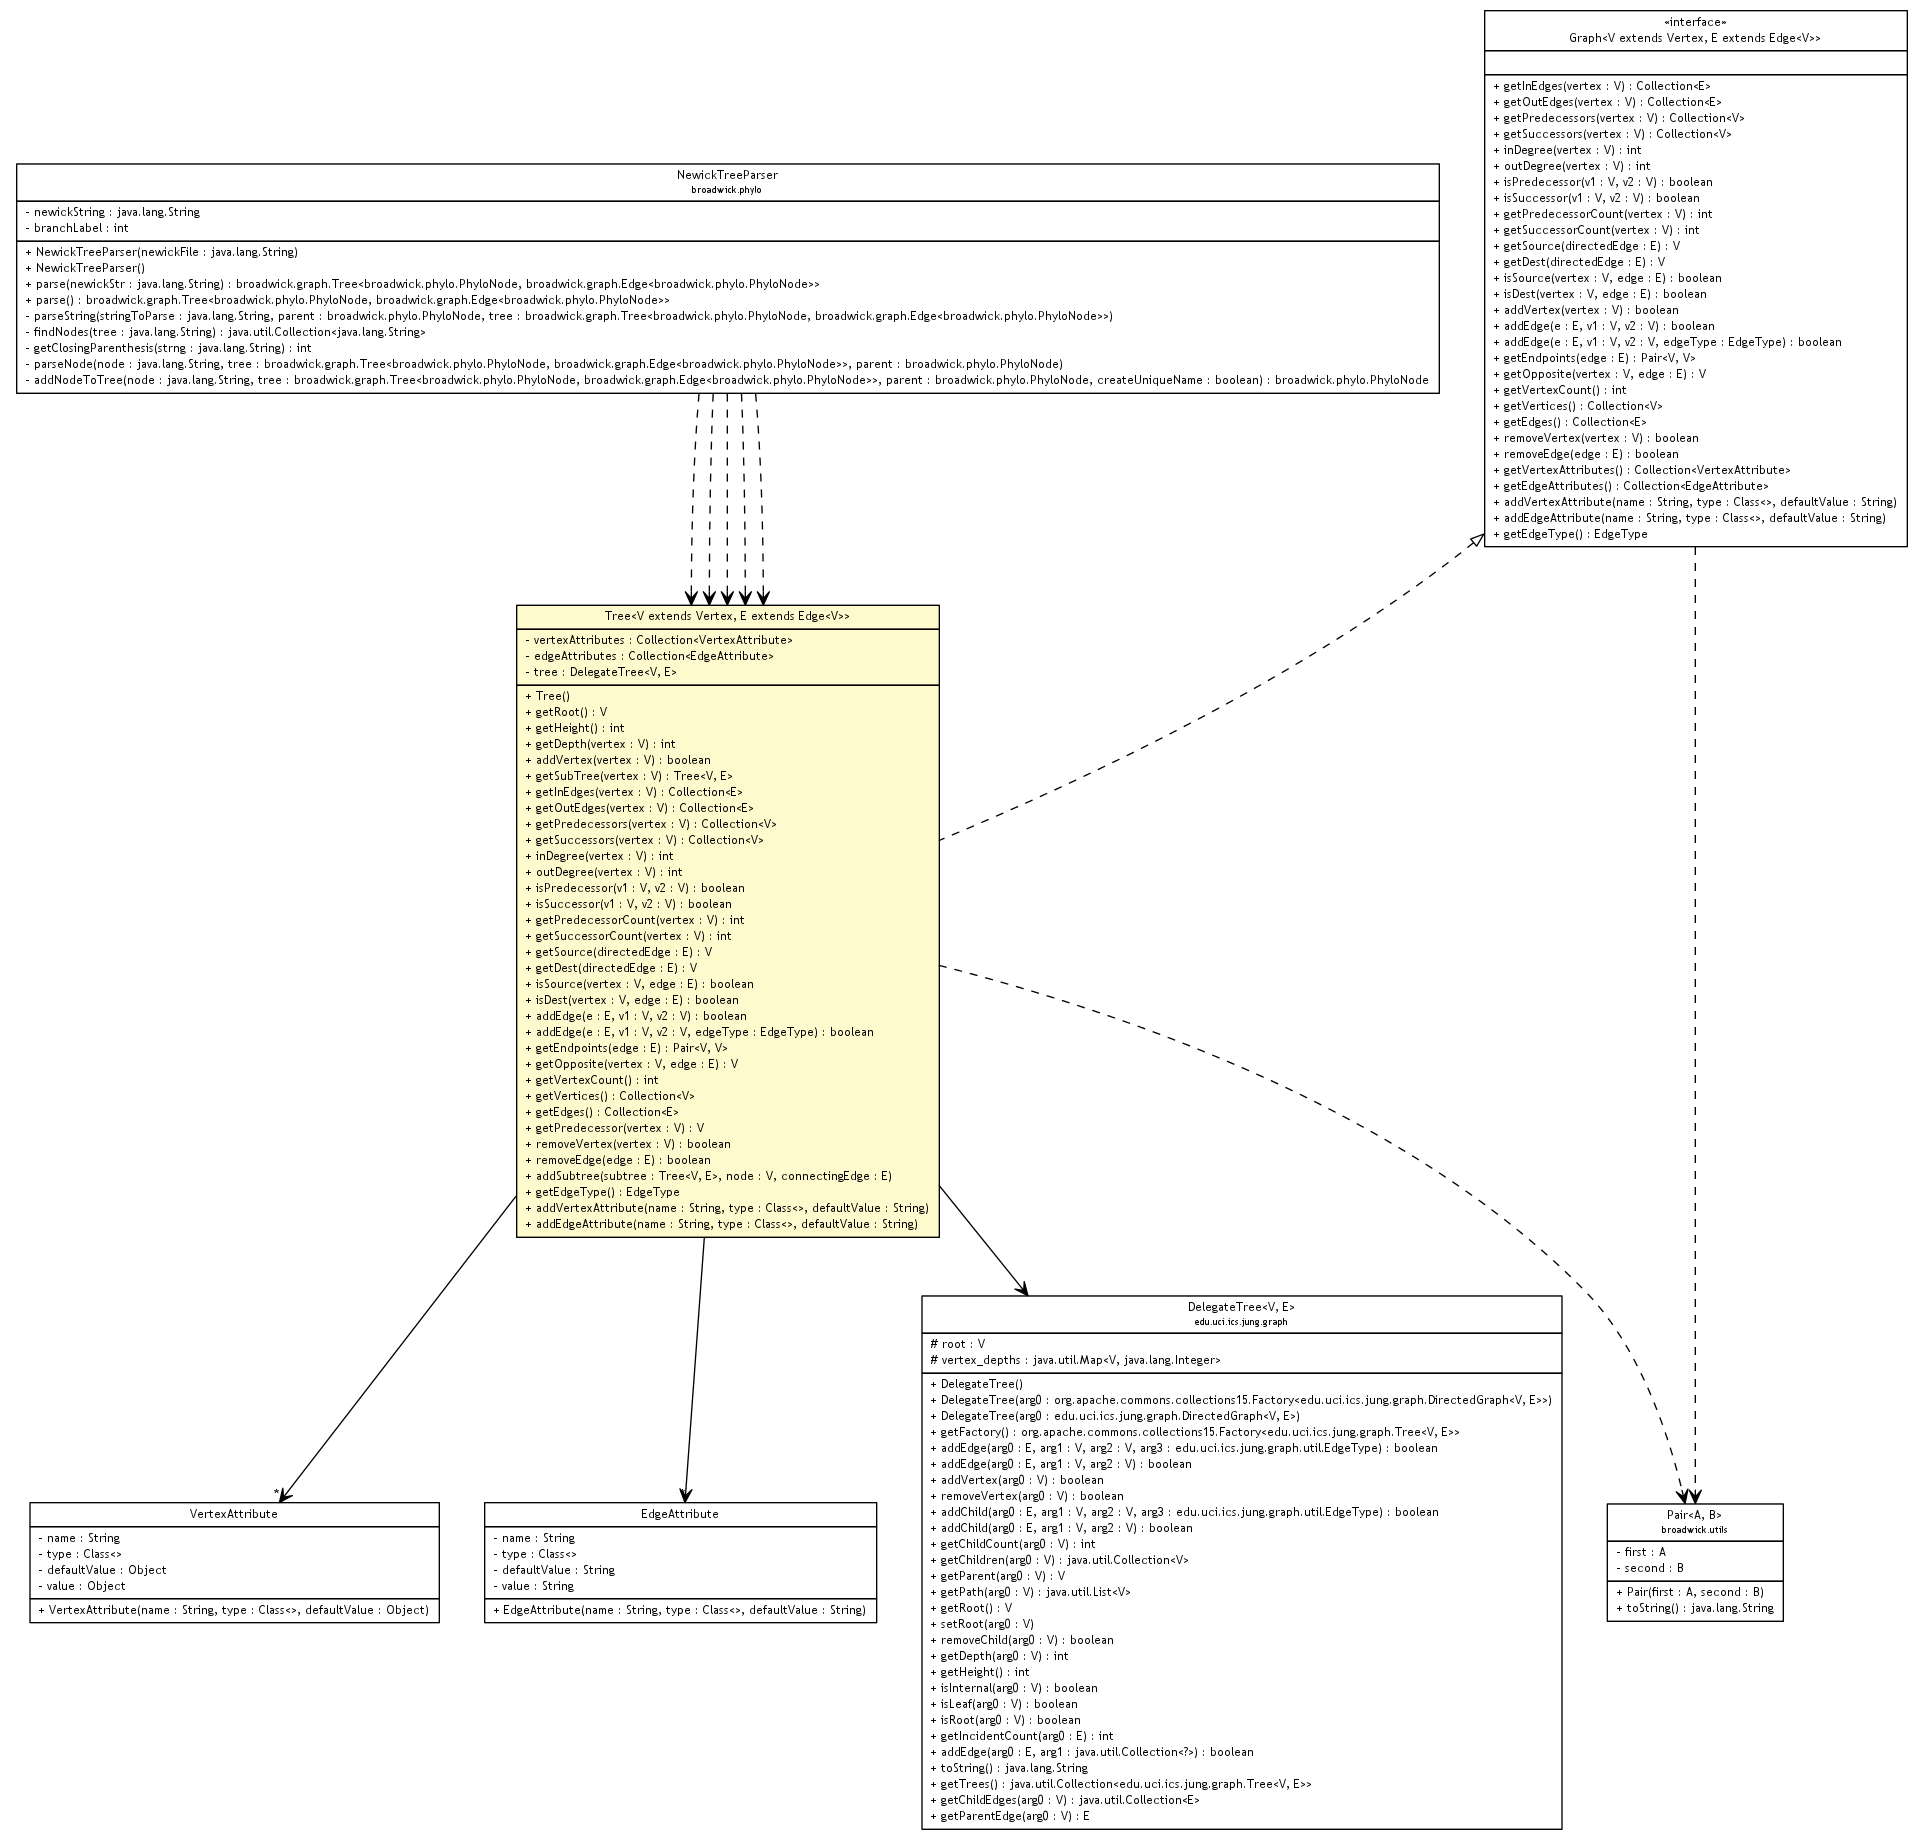 «interface»
Graph<V extends Vertex, E extends Edge<V>>
+ getInEdges(vertex : V) : Collection<E>
+ getOutEdges(vertex : V) : Collection<E>
+ getPredecessors(vertex : V) : Collection<V>
+ getSuccessors(vertex : V) : Collection<V>
+ inDegree(vertex : V) : int
+ outDegree(vertex : V) : int
+ isPredecessor(v1 : V, v2 : V) : boolean
+ isSuccessor(v1 : V, v2 : V) : boolean
+ getPredecessorCount(vertex : V) : int
+ getSuccessorCount(vertex : V) : int
+ getSource(directedEdge : E) : V
+ getDest(directedEdge : E) : V
+ isSource(vertex : V, edge : E) : boolean
+ isDest(vertex : V, edge : E) : boolean
+ addVertex(vertex : V) : boolean
+ addEdge(e : E, v1 : V, v2 : V) : boolean
+ addEdge(e : E, v1 : V, v2 : V, edgeType : EdgeType) : boolean
+ getEndpoints(edge : E) : Pair<V, V>
+ getOpposite(vertex : V, edge : E) : V
+ getVertexCount() : int
+ getVertices() : Collection<V>
+ getEdges() : Collection<E>
+ removeVertex(vertex : V) : boolean
+ removeEdge(edge : E) : boolean
+ getVertexAttributes() : Collection<VertexAttribute>
+ getEdgeAttributes() : Collection<EdgeAttribute>
+ addVertexAttribute(name : String, type : Class<>, defaultValue : String)
+ addEdgeAttribute(name : String, type : Class<>, defaultValue : String)
+ getEdgeType() : EdgeType
NewickTreeParser
broadwick.phylo
- newickString : java.lang.String
- branchLabel : int
+ NewickTreeParser(newickFile : java.lang.String)
+ NewickTreeParser()
+ parse(newickStr : java.lang.String) : broadwick.graph.Tree<broadwick.phylo.PhyloNode, broadwick.graph.Edge<broadwick.phylo.PhyloNode>>
+ parse() : broadwick.graph.Tree<broadwick.phylo.PhyloNode, broadwick.graph.Edge<broadwick.phylo.PhyloNode>>
- parseString(stringToParse : java.lang.String, parent : broadwick.phylo.PhyloNode, tree : broadwick.graph.Tree<broadwick.phylo.PhyloNode, broadwick.graph.Edge<broadwick.phylo.PhyloNode>>)
- findNodes(tree : java.lang.String) : java.util.Collection<java.lang.String>
- getClosingParenthesis(strng : java.lang.String) : int
- parseNode(node : java.lang.String, tree : broadwick.graph.Tree<broadwick.phylo.PhyloNode, broadwick.graph.Edge<broadwick.phylo.PhyloNode>>, parent : broadwick.phylo.PhyloNode)
- addNodeToTree(node : java.lang.String, tree : broadwick.graph.Tree<broadwick.phylo.PhyloNode, broadwick.graph.Edge<broadwick.phylo.PhyloNode>>, parent : broadwick.phylo.PhyloNode, createUniqueName : boolean) : broadwick.phylo.PhyloNode
Tree<V extends Vertex, E extends Edge<V>>
- vertexAttributes : Collection<VertexAttribute>
- edgeAttributes : Collection<EdgeAttribute>
- tree : DelegateTree<V, E>
+ Tree()
+ getRoot() : V
+ getHeight() : int
+ getDepth(vertex : V) : int
+ addVertex(vertex : V) : boolean
+ getSubTree(vertex : V) : Tree<V, E>
+ getInEdges(vertex : V) : Collection<E>
+ getOutEdges(vertex : V) : Collection<E>
+ getPredecessors(vertex : V) : Collection<V>
+ getSuccessors(vertex : V) : Collection<V>
+ inDegree(vertex : V) : int
+ outDegree(vertex : V) : int
+ isPredecessor(v1 : V, v2 : V) : boolean
+ isSuccessor(v1 : V, v2 : V) : boolean
+ getPredecessorCount(vertex : V) : int
+ getSuccessorCount(vertex : V) : int
+ getSource(directedEdge : E) : V
+ getDest(directedEdge : E) : V
+ isSource(vertex : V, edge : E) : boolean
+ isDest(vertex : V, edge : E) : boolean
+ addEdge(e : E, v1 : V, v2 : V) : boolean
+ addEdge(e : E, v1 : V, v2 : V, edgeType : EdgeType) : boolean
+ getEndpoints(edge : E) : Pair<V, V>
+ getOpposite(vertex : V, edge : E) : V
+ getVertexCount() : int
+ getVertices() : Collection<V>
+ getEdges() : Collection<E>
+ getPredecessor(vertex : V) : V
+ removeVertex(vertex : V) : boolean
+ removeEdge(edge : E) : boolean
+ addSubtree(subtree : Tree<V, E>, node : V, connectingEdge : E)
+ getEdgeType() : EdgeType
+ addVertexAttribute(name : String, type : Class<>, defaultValue : String)
+ addEdgeAttribute(name : String, type : Class<>, defaultValue : String)
*
VertexAttribute
- name : String
- type : Class<>
- defaultValue : Object
- value : Object
+ VertexAttribute(name : String, type : Class<>, defaultValue : Object)
*
EdgeAttribute
- name : String
- type : Class<>
- defaultValue : String
- value : String
+ EdgeAttribute(name : String, type : Class<>, defaultValue : String)
DelegateTree<V, E>
edu.uci.ics.jung.graph
# root : V
# vertex_depths : java.util.Map<V, java.lang.Integer>
+ DelegateTree()
+ DelegateTree(arg0 : org.apache.commons.collections15.Factory<edu.uci.ics.jung.graph.DirectedGraph<V, E>>)
+ DelegateTree(arg0 : edu.uci.ics.jung.graph.DirectedGraph<V, E>)
+ getFactory() : org.apache.commons.collections15.Factory<edu.uci.ics.jung.graph.Tree<V, E>>
+ addEdge(arg0 : E, arg1 : V, arg2 : V, arg3 : edu.uci.ics.jung.graph.util.EdgeType) : boolean
+ addEdge(arg0 : E, arg1 : V, arg2 : V) : boolean
+ addVertex(arg0 : V) : boolean
+ removeVertex(arg0 : V) : boolean
+ addChild(arg0 : E, arg1 : V, arg2 : V, arg3 : edu.uci.ics.jung.graph.util.EdgeType) : boolean
+ addChild(arg0 : E, arg1 : V, arg2 : V) : boolean
+ getChildCount(arg0 : V) : int
+ getChildren(arg0 : V) : java.util.Collection<V>
+ getParent(arg0 : V) : V
+ getPath(arg0 : V) : java.util.List<V>
+ getRoot() : V
+ setRoot(arg0 : V)
+ removeChild(arg0 : V) : boolean
+ getDepth(arg0 : V) : int
+ getHeight() : int
+ isInternal(arg0 : V) : boolean
+ isLeaf(arg0 : V) : boolean
+ isRoot(arg0 : V) : boolean
+ getIncidentCount(arg0 : E) : int
+ addEdge(arg0 : E, arg1 : java.util.Collection<?>) : boolean
+ toString() : java.lang.String
+ getTrees() : java.util.Collection<edu.uci.ics.jung.graph.Tree<V, E>>
+ getChildEdges(arg0 : V) : java.util.Collection<E>
+ getParentEdge(arg0 : V) : E
Pair<A, B>
broadwick.utils
- first : A
- second : B
+ Pair(first : A, second : B)
+ toString() : java.lang.String